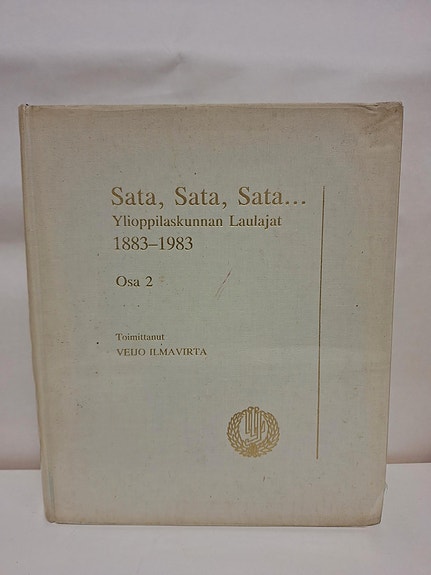 Sata, Sata, Sata...
Ylioppilaskunnan Laulajat
1883–1983
Osa 2
Toimittanut
VEIJO ILMAVIRTA